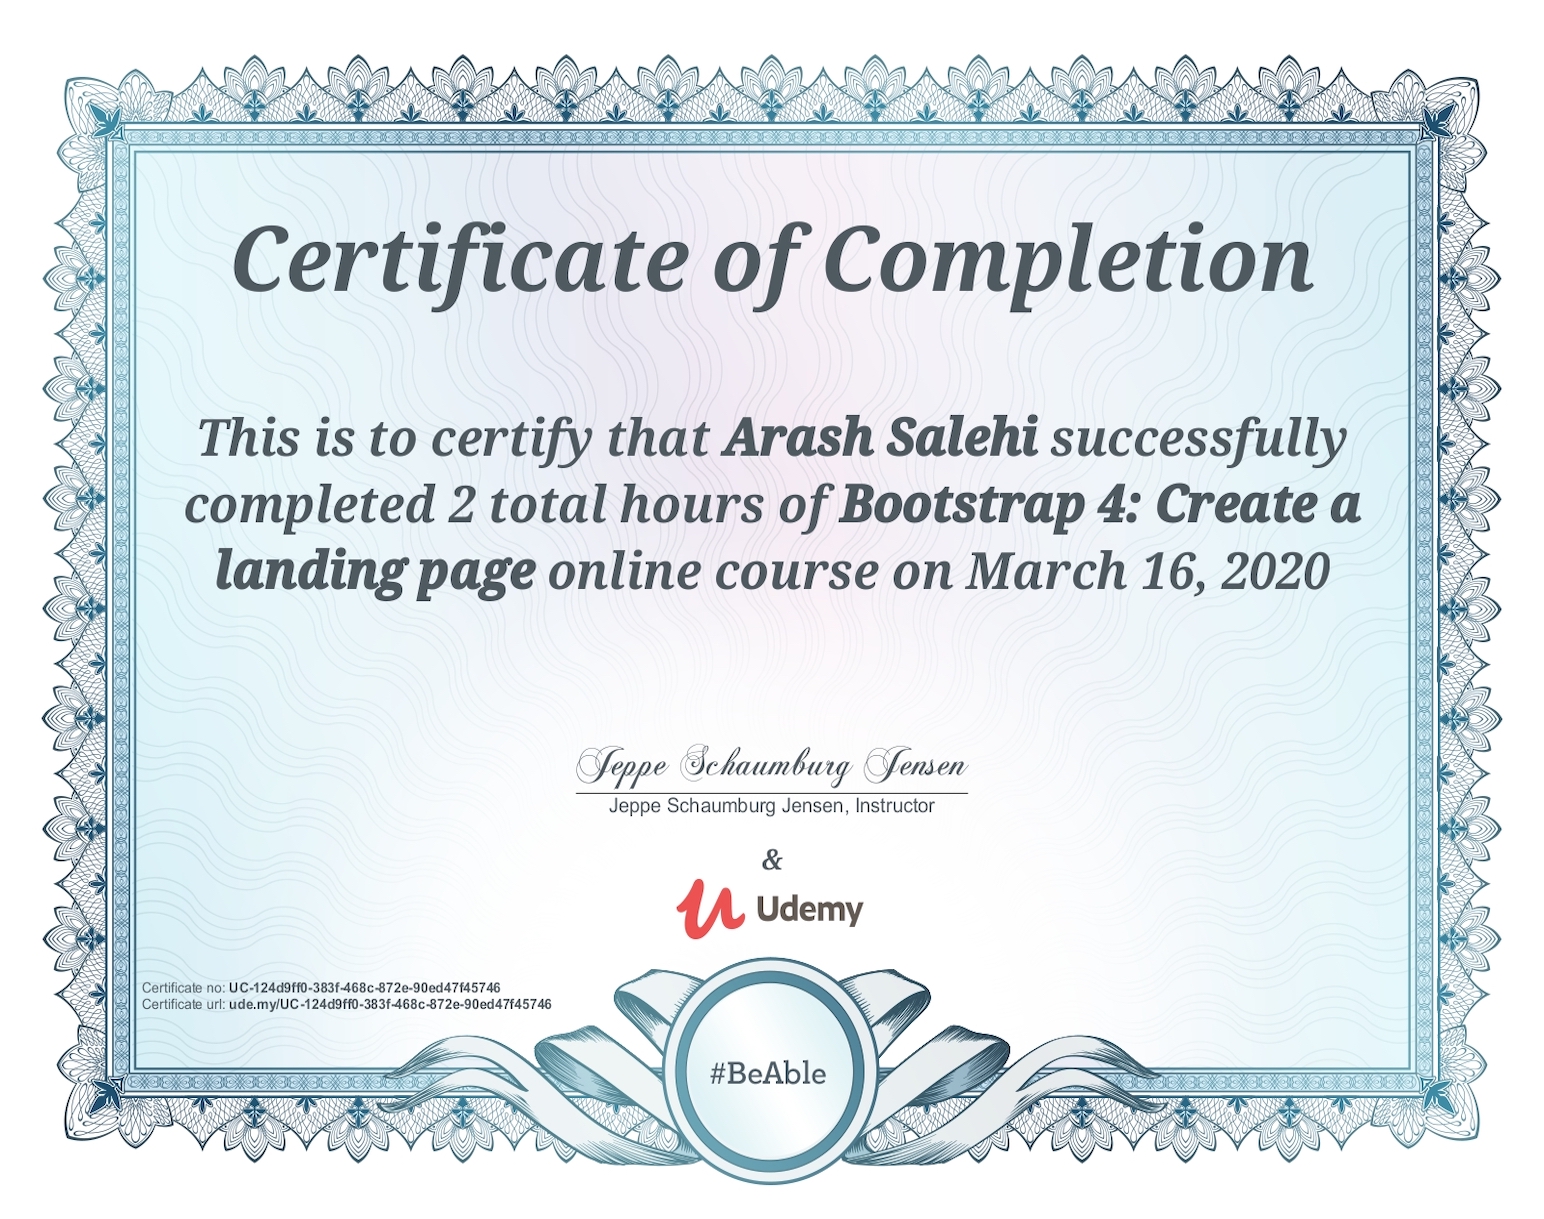 Certificate of Completion
This is to certify that Arash Salehi successfully
completed 2 total hours of Bootstrap 4: Create a
landing page online course on March 16, 2020
Jeppe Schaumburg Jensen
Jeppe Schaumburg Jensen, Instructor
&
Udemy
Certificate no: UC-124d9ff0-383f-468c-872e-90ed47f45746
Certificate url: ude.my/UC-124d9ff0-383f-468c-872e-90ed47f45746
#BeAble